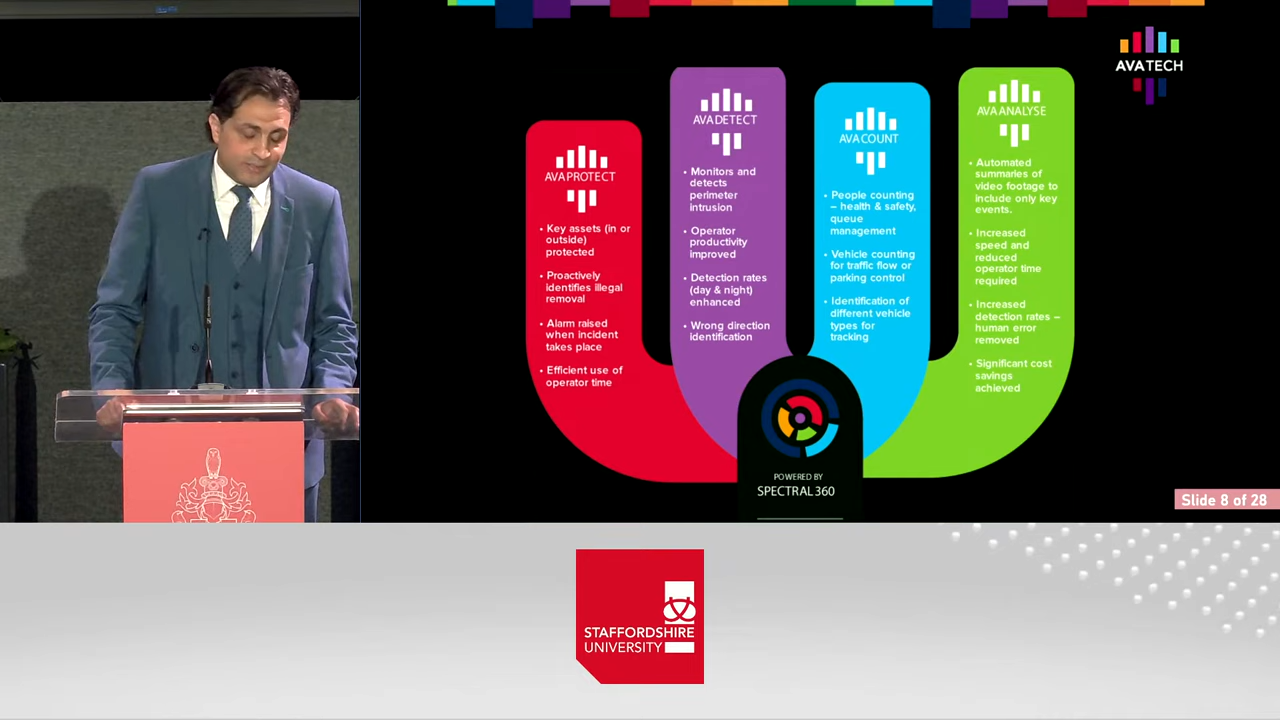 AVATECH
AVAPROTECT
• Key assets (in or
outside)
protected
• Proactively
identifies illegal
removal
• Alarm raised
when incident
takes place
• Efficient use of
operator time
AVADETECT
• Monitors and
detects
perimeter
intrusion
• Operator
productivity
improved
• Detection rates
(day & night)
enhanced
• Wrong direction
identification
AVACOUNT
• People counting
– health & safety,
queue
management
• Vehicle counting
for traffic flow or
parking control
• Identification of
different vehicle
types for
tracking
AVAANALYSE
• Automated
summaries of
video footage to
include only key
events.
• Increased
speed and
reduced
operator time
required
• Increased
detection rates –
human error
removed
• Significant cost
savings
achieved
POWERED BY
SPECTRAL360
Slide 8 of 28
STAFFORDSHIRE
UNIVERSITY